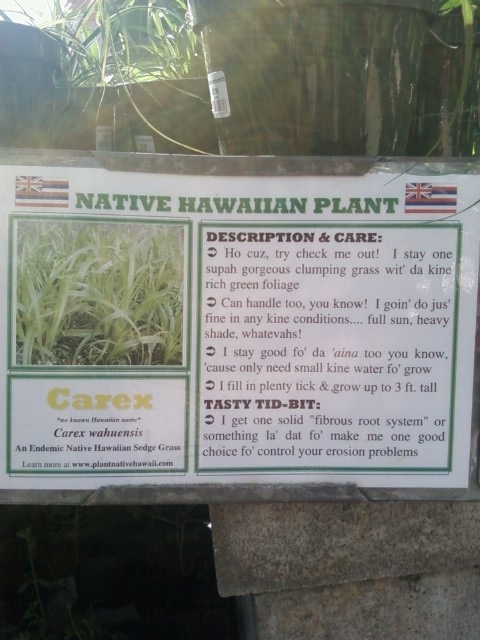 NATIVE HAWAIIAN PLANT
Carex
"no known Hawaiian name"
Carex wahuensis
An Endemic Native Hawaiian Sedge Grass
Learn more at www.plantnativehawaii.com
DESCRIPTION & CARE:
➲ Ho cuz, try check me out! I stay one
supah gorgeous clumping grass wit' da kine
rich green foliage
➲ Can handle too, you know! I goin' do jus'
fine in any kine conditions.... full sun, heavy
shade, whatevahs!
➲ I stay good fo' da 'aina too you know,
'cause only need small kine water fo' grow
➲ I fill in plenty tick & grow up to 3 ft. tall
TASTY TID-BIT:
➲ I get one solid "fibrous root system" or
something la' dat fo' make me one good
choice fo' control your erosion problems